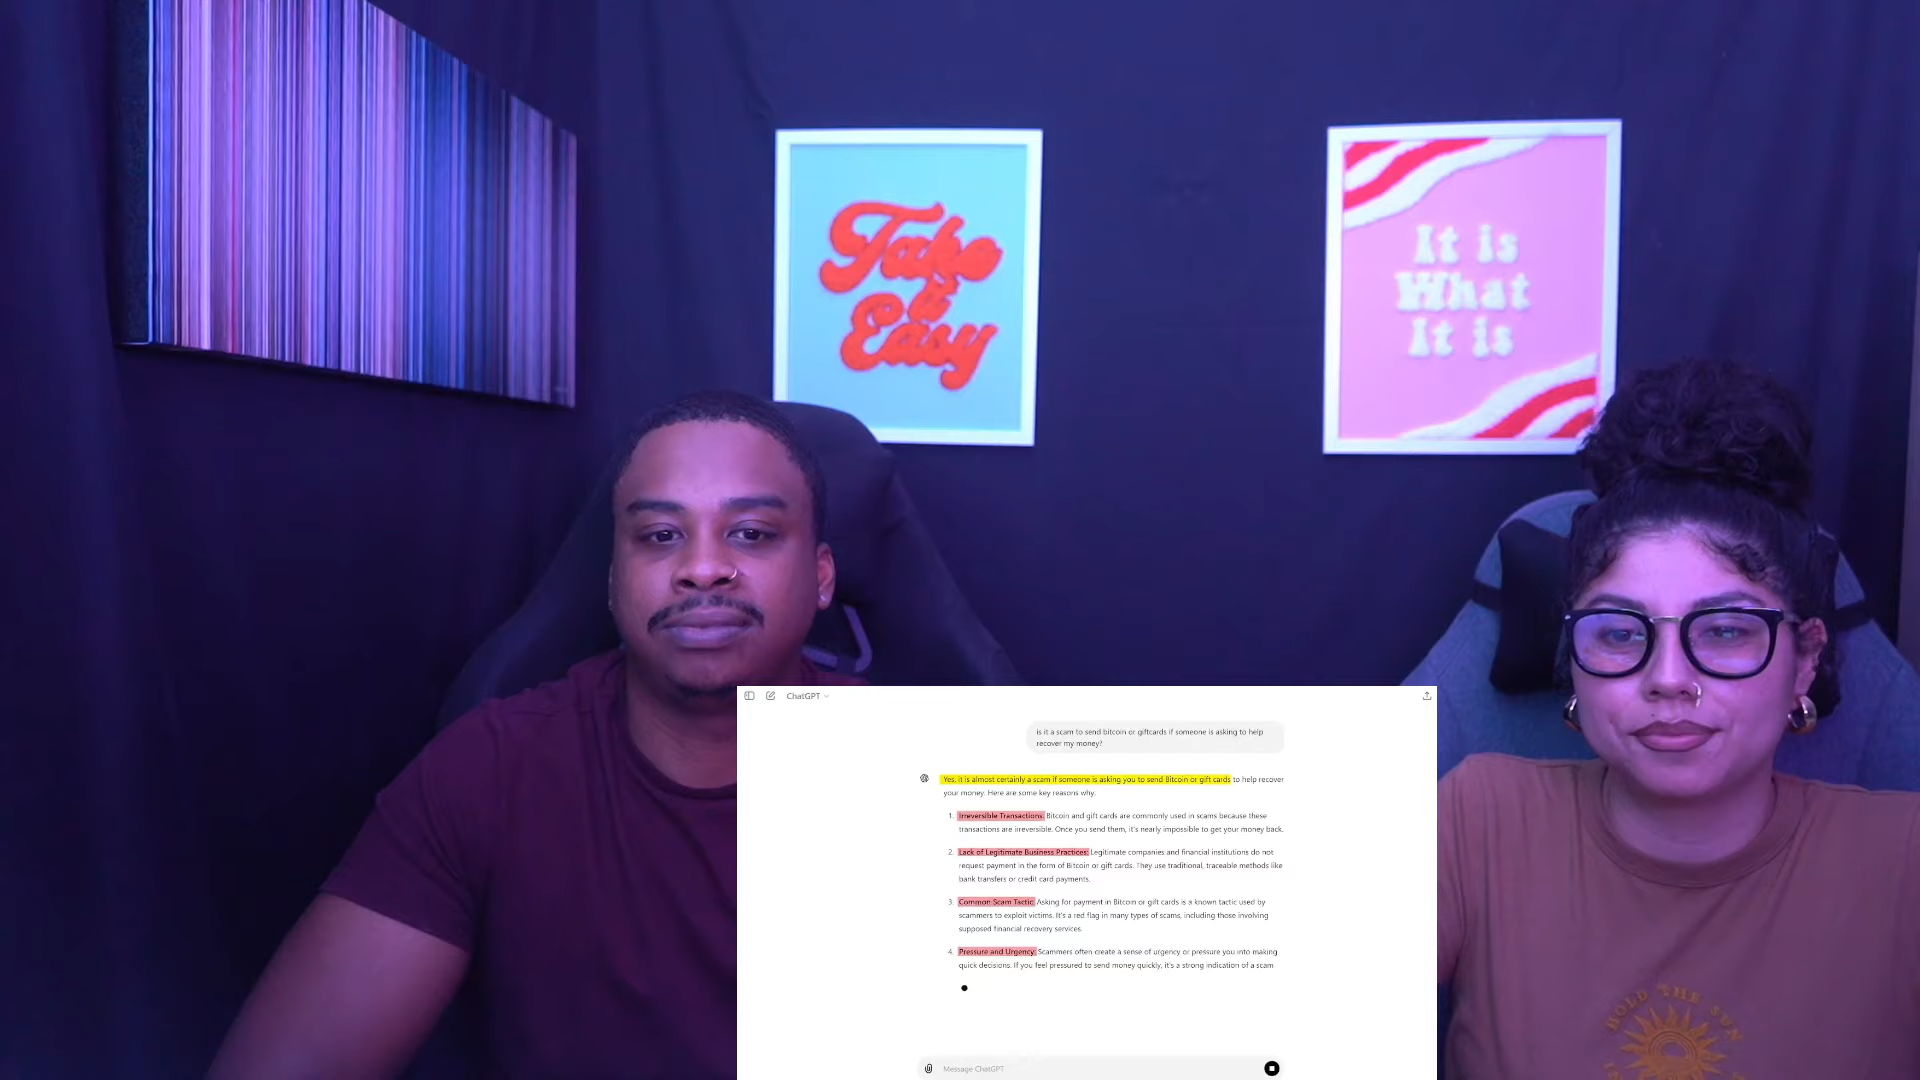 Take
it
Easy
It is
What
It is
ChatGPT
is it a scam to send bitcoin or giftcards if someone is asking to help
recover my money?
Yes, it is almost certainly a scam if someone is asking you to send Bitcoin or gift cards to help recover
your money. Here are some key reasons why.
1. Irreversible Transactions: Bitcoin and gift cards are commonly used in scams because these
transactions are irreversible. Once you send them, it's nearly impossible to get your money back.
2. Lack of Legitimate Business Practices: Legitimate companies and financial institutions do not
request payment in the form of Bitcoin or gift cards. They use traditional, traceable methods like
bank transfers or credit card payments.
3. Common Scam Tactic: Asking for payment in Bitcoin or gift cards is a known tactic used by
scammers to exploit victims. It's a red flag in many types of scams, including those involving
supposed financial recovery services.
4. Pressure and Urgency: Scammers often create a sense of urgency or pressure you into making
quick decisions. If you feel pressured to send money quickly, it's a strong indication of a scam
Message ChatGPT
HOLD THE SUN